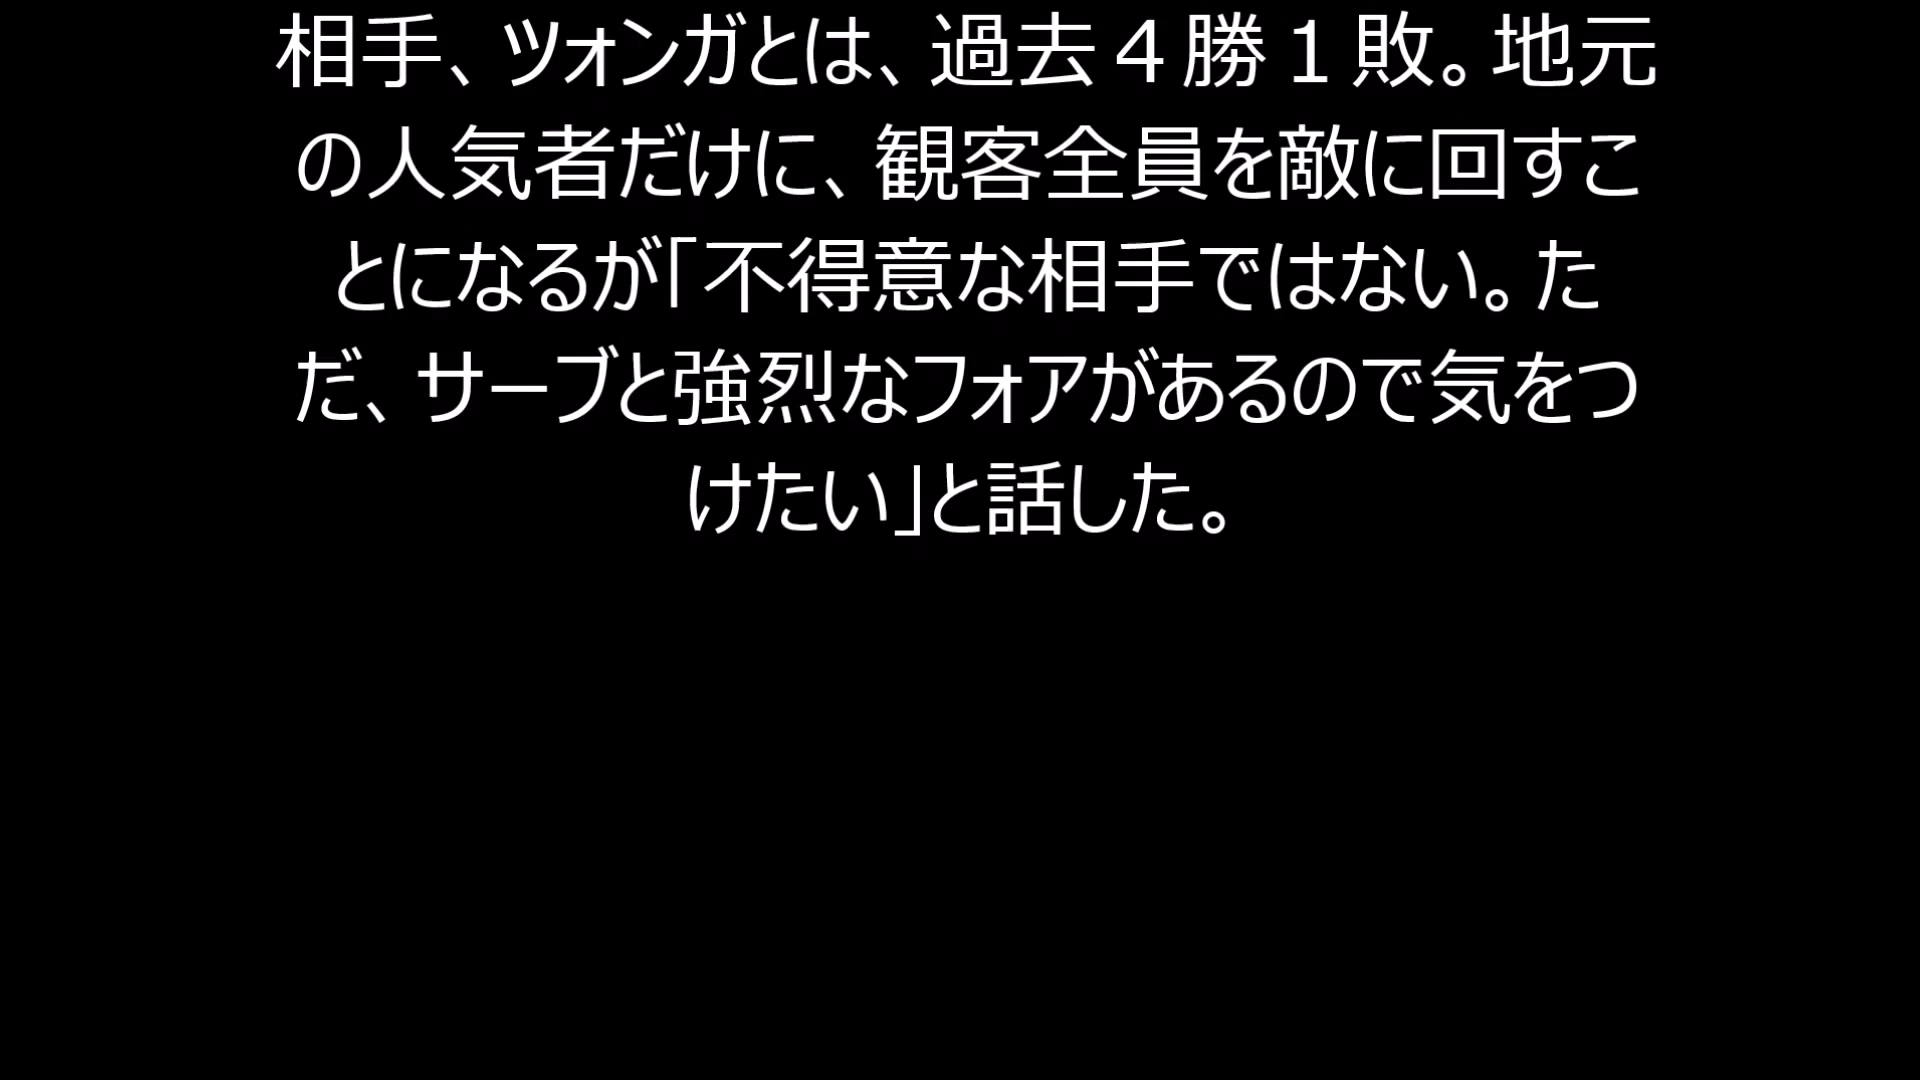 相手、ツォンガとは、過去４勝１敗。地元
の人気者だけに、観客全員を敵に回すこ
とになるが「不得意な相手ではない。た
だ、サーブと強烈なフォアがあるので気をつ
けたい」と話した。